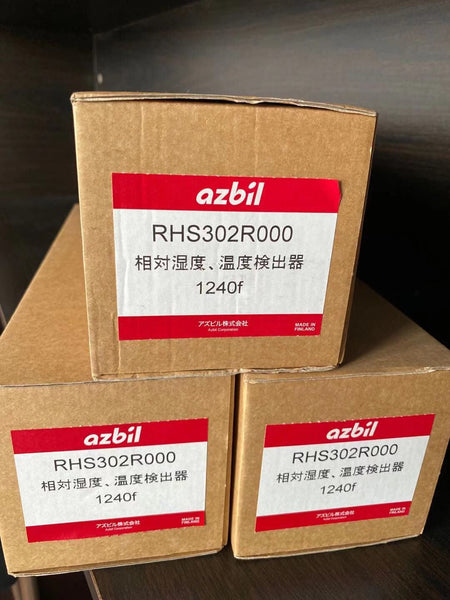 azbil
RHS302R000
相対湿度、温度検出器
1240f
アズビル株式会社
Azbil Corporation
MADE IN
FINLAND
azbil
RHS302R000
相対湿度、温度検出器
1240f
アズビル株式会社
Azbil Corporation
MADE IN
FINLAND
azbil
RHS302R000
相対湿度、温度検出器
1240f
アズビル株式会社
Azbil Corporation
MADE IN
FINLAND